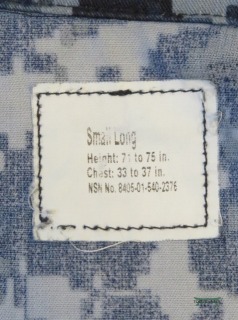 Small Long
Height: 71 to 75 in.
Chest: 33 to 37 in.
NSN No. 8405-01-540-2376